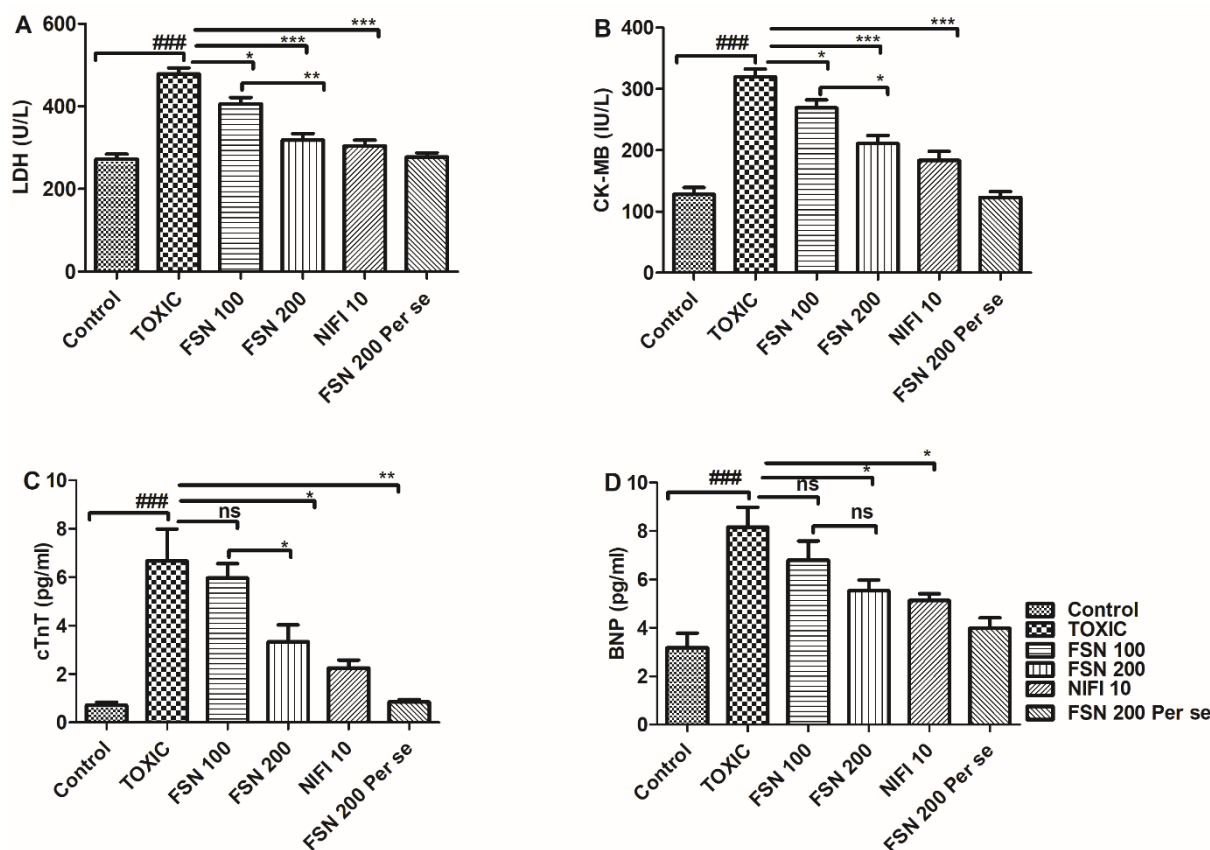 A
LDH (U/L)
600
400
200
0
###
*
***
***
**
Control
TOXIC
FSN 100
FSN 200
NIFI 10
FSN 200 Per se
B
CK-MB (IU/L)
400
300
200
100
0
###
*
***
***
*
Control
TOXIC
FSN 100
FSN 200
NIFI 10
FSN 200 Per se
C
cTnT (pg/ml)
10
8
6
4
2
0
###
ns
*
**
*
Control
TOXIC
FSN 100
FSN 200
NIFI 10
FSN 200 Per se
D
BNP (pg/ml)
10
8
6
4
2
0
###
ns
*
*
ns
Control
TOXIC
FSN 100
FSN 200
NIFI 10
FSN 200 Per se
Control
TOXIC
FSN 100
FSN 200
NIFI 10
FSN 200 Per se